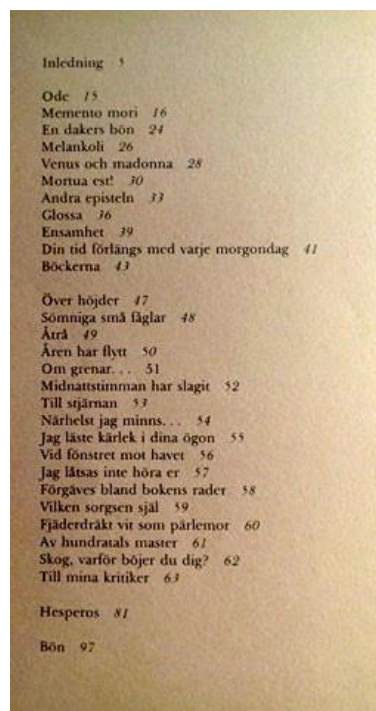 Inledning 5
Ode 15
Memento mori 16
En dakers bön 24
Melankoli 26
Venus och madonna 28
Mortua est! 30
Andra episteln 33
Glossa 36
Ensamhet 39
Din tid förlängs med varje morgondag 41
Böckerna 43
Över höjder 47
Sömniga små fåglar 48
Åtrå 49
Åren har flytt 50
Om grenar... 51
Midnattstimman har slagit 52
Till stjärnan 53
Närhelst jag minns... 54
Jag läste kärlek i dina ögon 55
Vid fönstret mot havet 56
Jag låtsas inte höra er 57
Förgäves bland bokens rader 58
Vilken sorgsen själ 59
Fjäderdräkt vit som pärlemor 60
Av hundratals master 61
Skog, varför böjer du dig? 62
Till mina kritiker 63
Hesperos 81
Bön 97